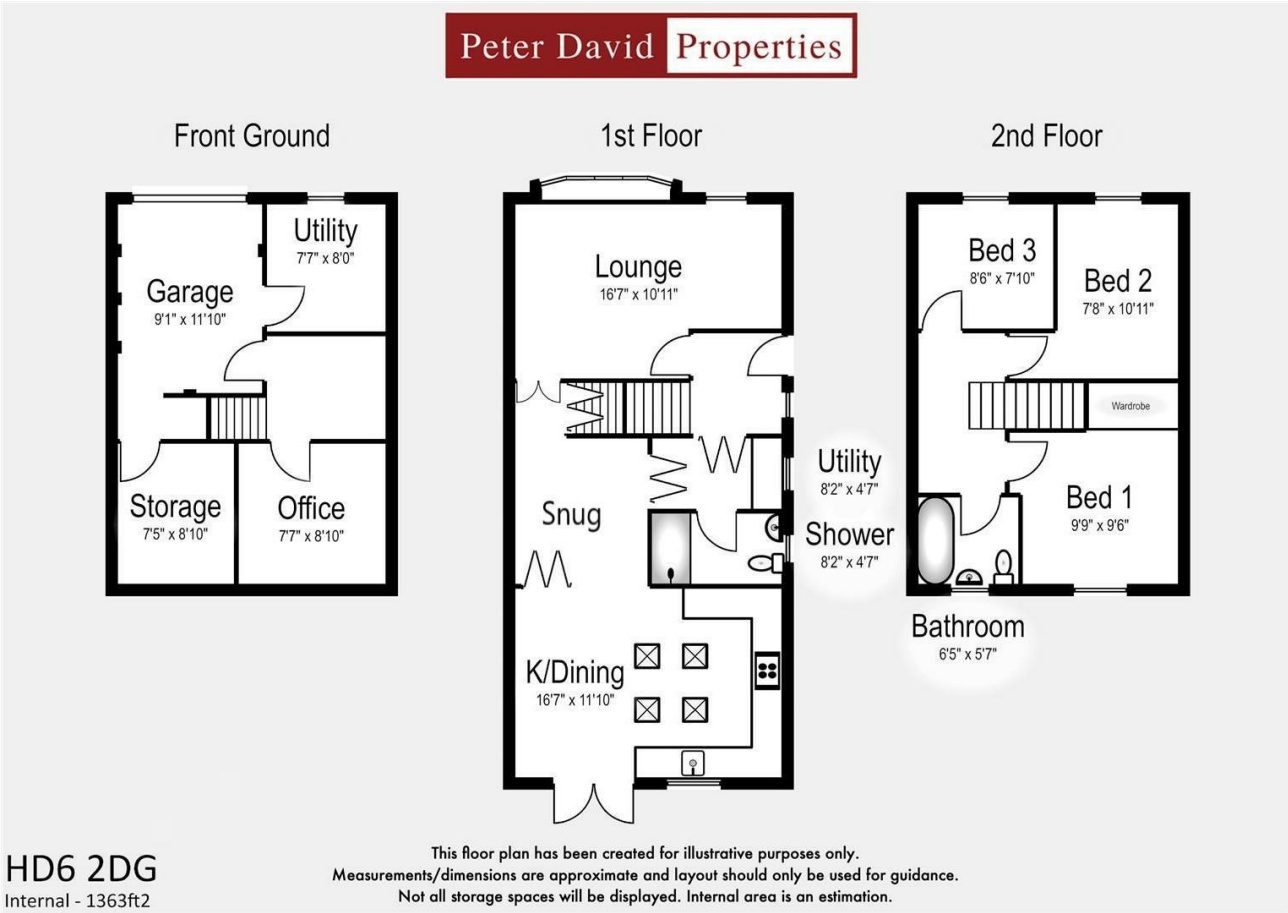 Peter David Properties
Front Ground
Utility
7'7" x 8'0"
Garage
9'1" x 11'10"
Storage
7'5" x 8'10"
Office
7'7" x 8'10"
1st Floor
Lounge
16'7" x 10'11"
Snug
Utility
8'2" x 4'7"
Shower
8'2" x 4'7"
K/Dining
16'7" x 11'10"
2nd Floor
Bed 3
8'6" x 7'10"
Bed 2
7'8" x 10'11"
Wardrobe
Bed 1
9'9" x 9'6"
Bathroom
6'5" x 5'7"
HD6 2DG
Internal - 1363ft2
This floor plan has been created for illustrative purposes only.
Measurements/dimensions are approximate and layout should only be used for guidance.
Not all storage spaces will be displayed. Internal area is an estimation.